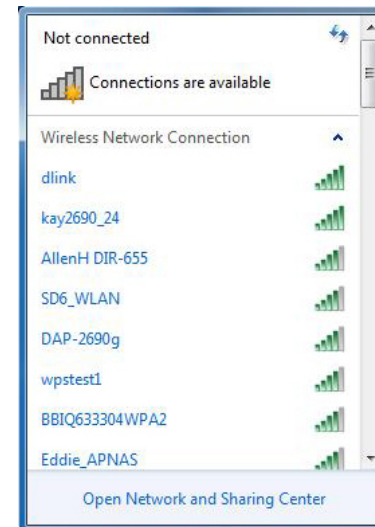 Not connected
Connections are available
Wireless Network Connection
dlink
kay2690_24
AllenH DIR-655
SD6_WLAN
DAP-2690g
wpstest1
BBIQ633304WPA2
Eddie_APNAS
Open Network and Sharing Center